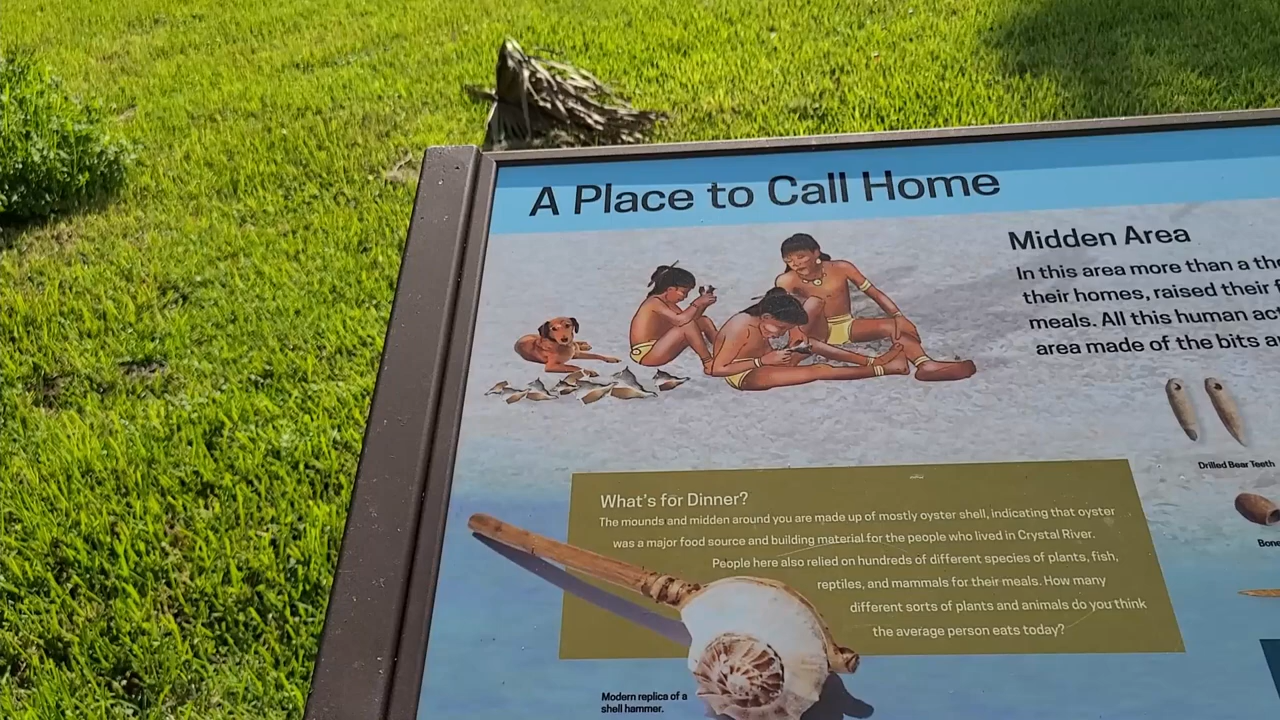 A Place to Call Home
Midden Area
In this area more than a
their homes, raised their
meals. All this human
area made of the bits
Drilled Bear Teeth
Bone
What's for Dinner?
The mounds and midden around you are made up of mostly oyster shell, indicating that oyster
was a major food source and building material for the people who lived in Crystal River.
People here also relied on hundreds of different species of plants, fish,
reptiles, and mammals for their meals. How many
different sorts of plants and animals do you think
the average person eats today?
Modern replica of a
shell hammer.